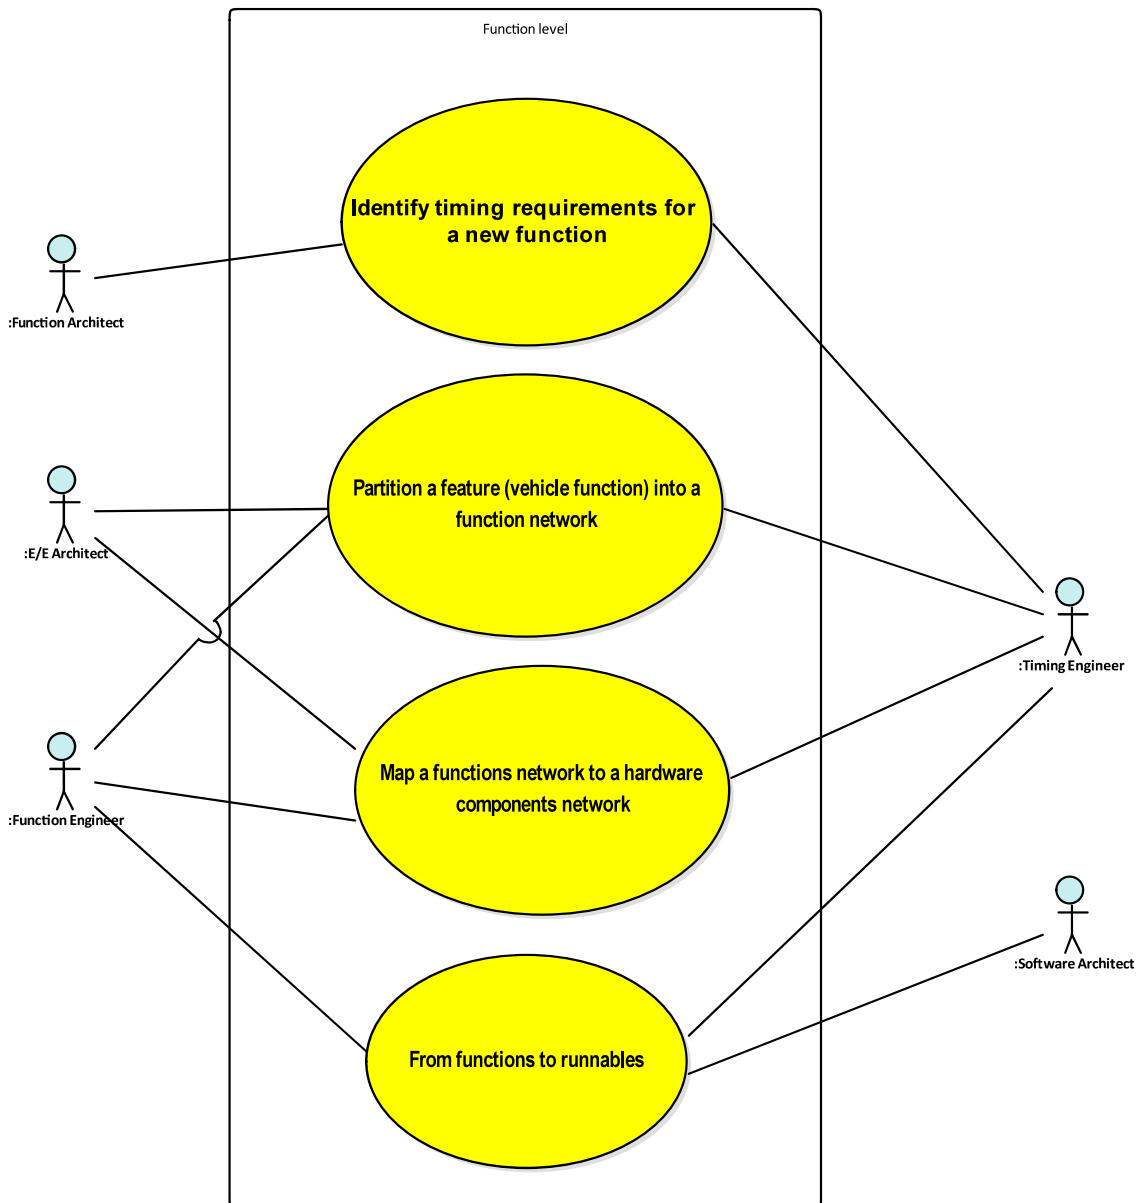 Function level
Identify timing requirements for
a new function
:Function Architect
Partition a feature (vehicle function) into a
function network
:E/E Architect
:Timing Engineer
Map a functions network to a hardware
components network
:Function Engineer
:Software Architect
From functions to runnables